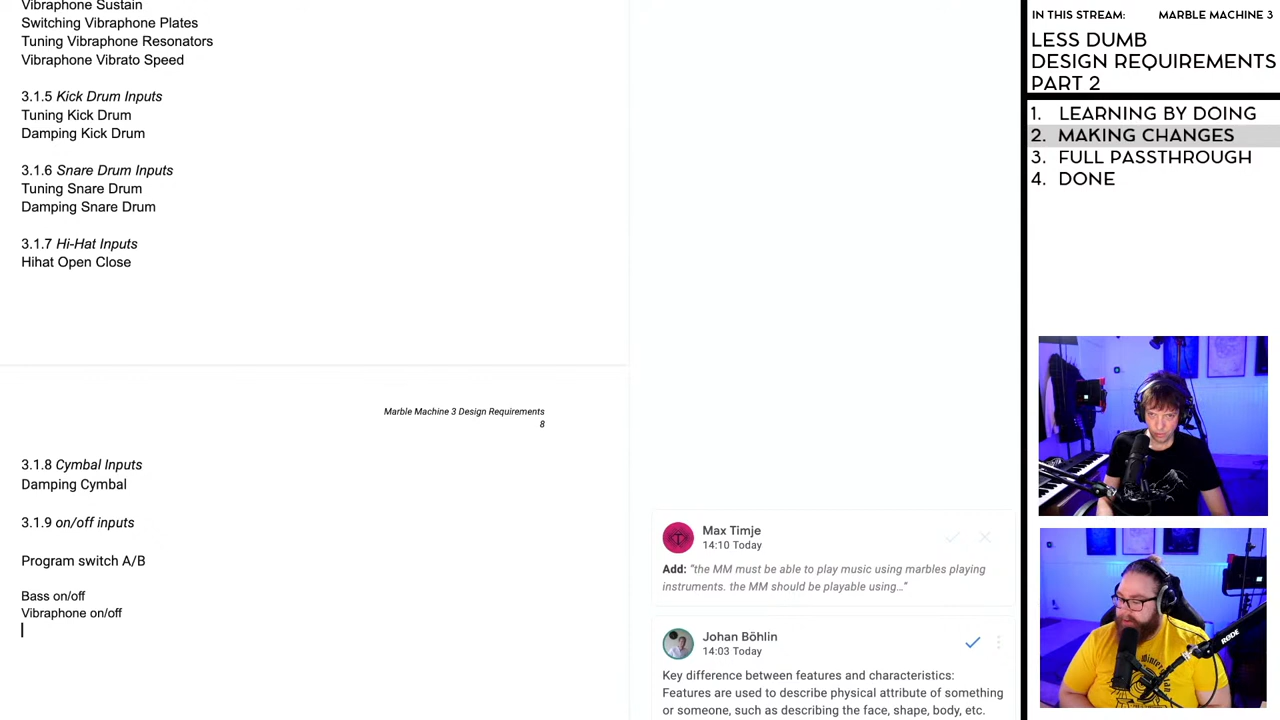 Vibraphone Sustain
Switching Vibraphone Plates
Tuning Vibraphone Resonators
Vibraphone Vibrato Speed
3.1.5 Kick Drum Inputs
Tuning Kick Drum
Damping Kick Drum
3.1.6 Snare Drum Inputs
Tuning Snare Drum
Damping Snare Drum
3.1.7 Hi-Hat Inputs
Hihat Open Close
Marble Machine 3 Design Requirements
8
3.1.8 Cymbal Inputs
Damping Cymbal
3.1.9 on/off inputs
Program switch A/B
Bass on/off
Vibraphone on/off
Max Timje
14:10 Today
Add: “the MM must be able to play music using marbles playing
instruments. the MM should be playable using...”
Johan Böhlin
14:03 Today
Key difference between features and characteristics:
Features are used to describe physical attribute of something
or someone, such as describing the face, shape, body, etc.
IN THIS STREAM: MARBLE MACHINE 3
LESS DUMB
DESIGN REQUIREMENTS
PART 2
1. LEARNING BY DOING
2. MAKING CHANGES
3. FULL PASSTHROUGH
4. DONE
RØDE